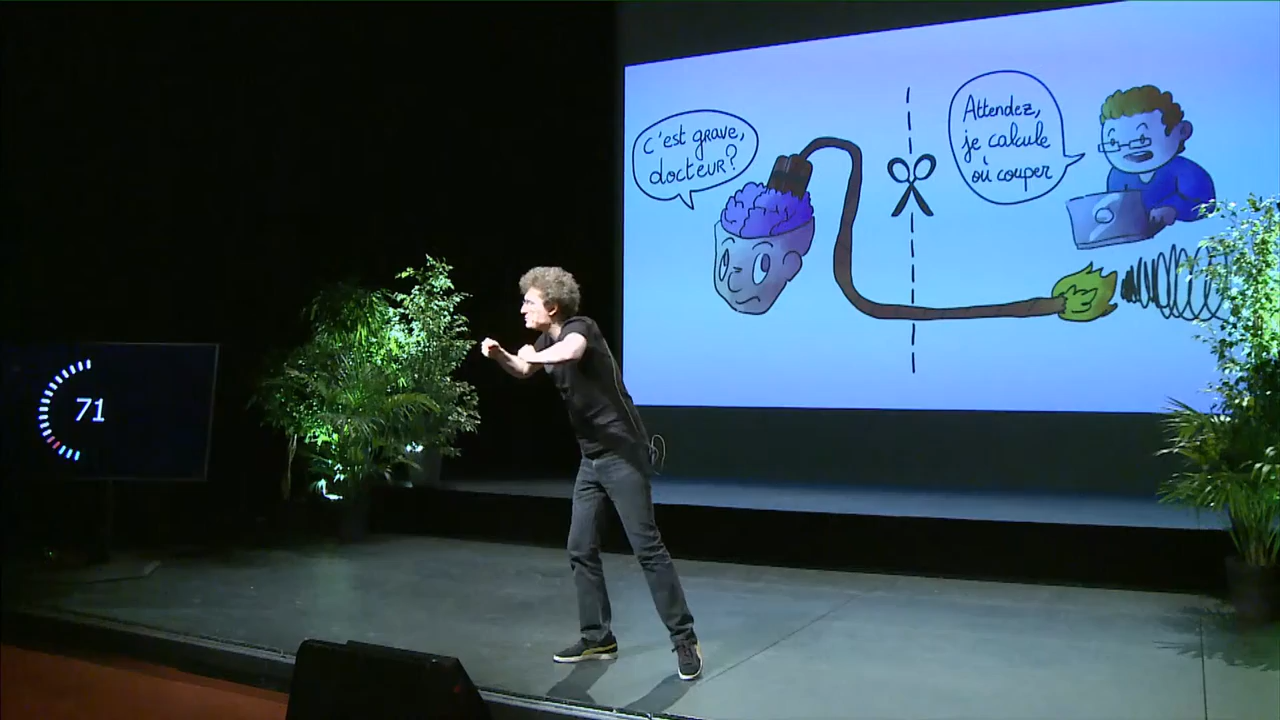 c'est grave,
docteur?
Attendez,
je calcule
où couper
71